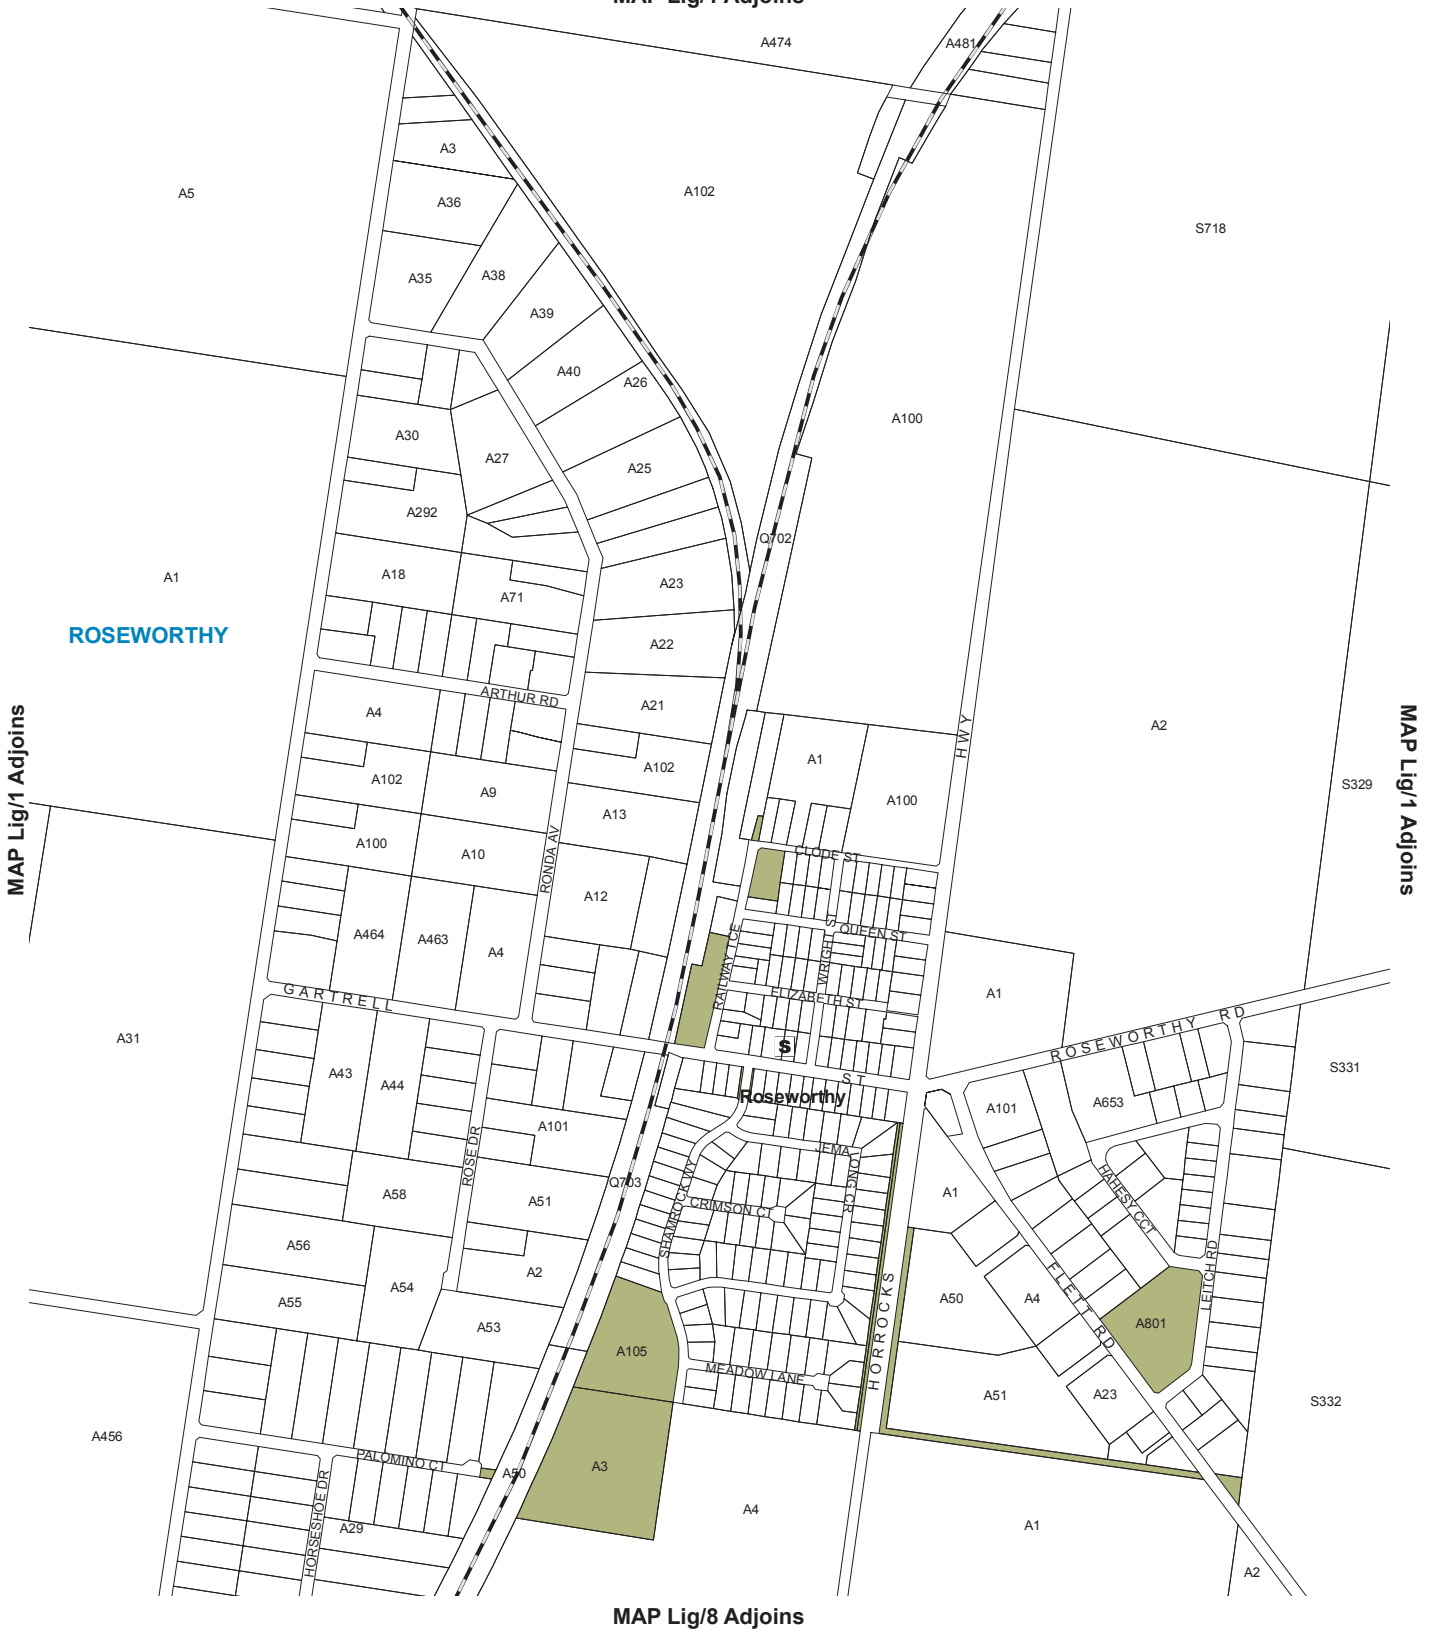 MAP Lig/1 Adjoins
A474
A481
A3
A5
A102
A36
S718
A35
A38
A39
A40
A26
A100
A30
A27
A25
A292
Q702
A1
A18
A71
A23
ROSEWORTHY
A22
ARTHUR RD
A21
A4
HWY
A2
MAP Lig/1 Adjoins
MAP Lig/1 Adjoins
A102
A9
A102
A1
A100
S329
A13
A100
A10
RONDA AV
CLODE ST
A12
A464
A463
A4
QUEEN ST
WRIGHT ST
RAILWAY TCE
ELIZABETH ST
A1
GARTRELL
ROSEWORTHY RD
A31
S
A43
A44
ST
S331
Roseworthy
A101
A653
A101
JEMALONG CR
ROSE DR
A58
A51
Q703
SHAMROCK WY
CRIMSON CT
A1
HAHESY CCT
A56
A2
A54
A55
A53
A50
A4
FLETT RD
LEITCH RD
HORROCKS
A801
A105
MEADOW LANE
A51
A23
S332
A456
PALOMINO CT
A50
A3
A4
A1
HORSESHOE DR
A29
A2
MAP Lig/8 Adjoins